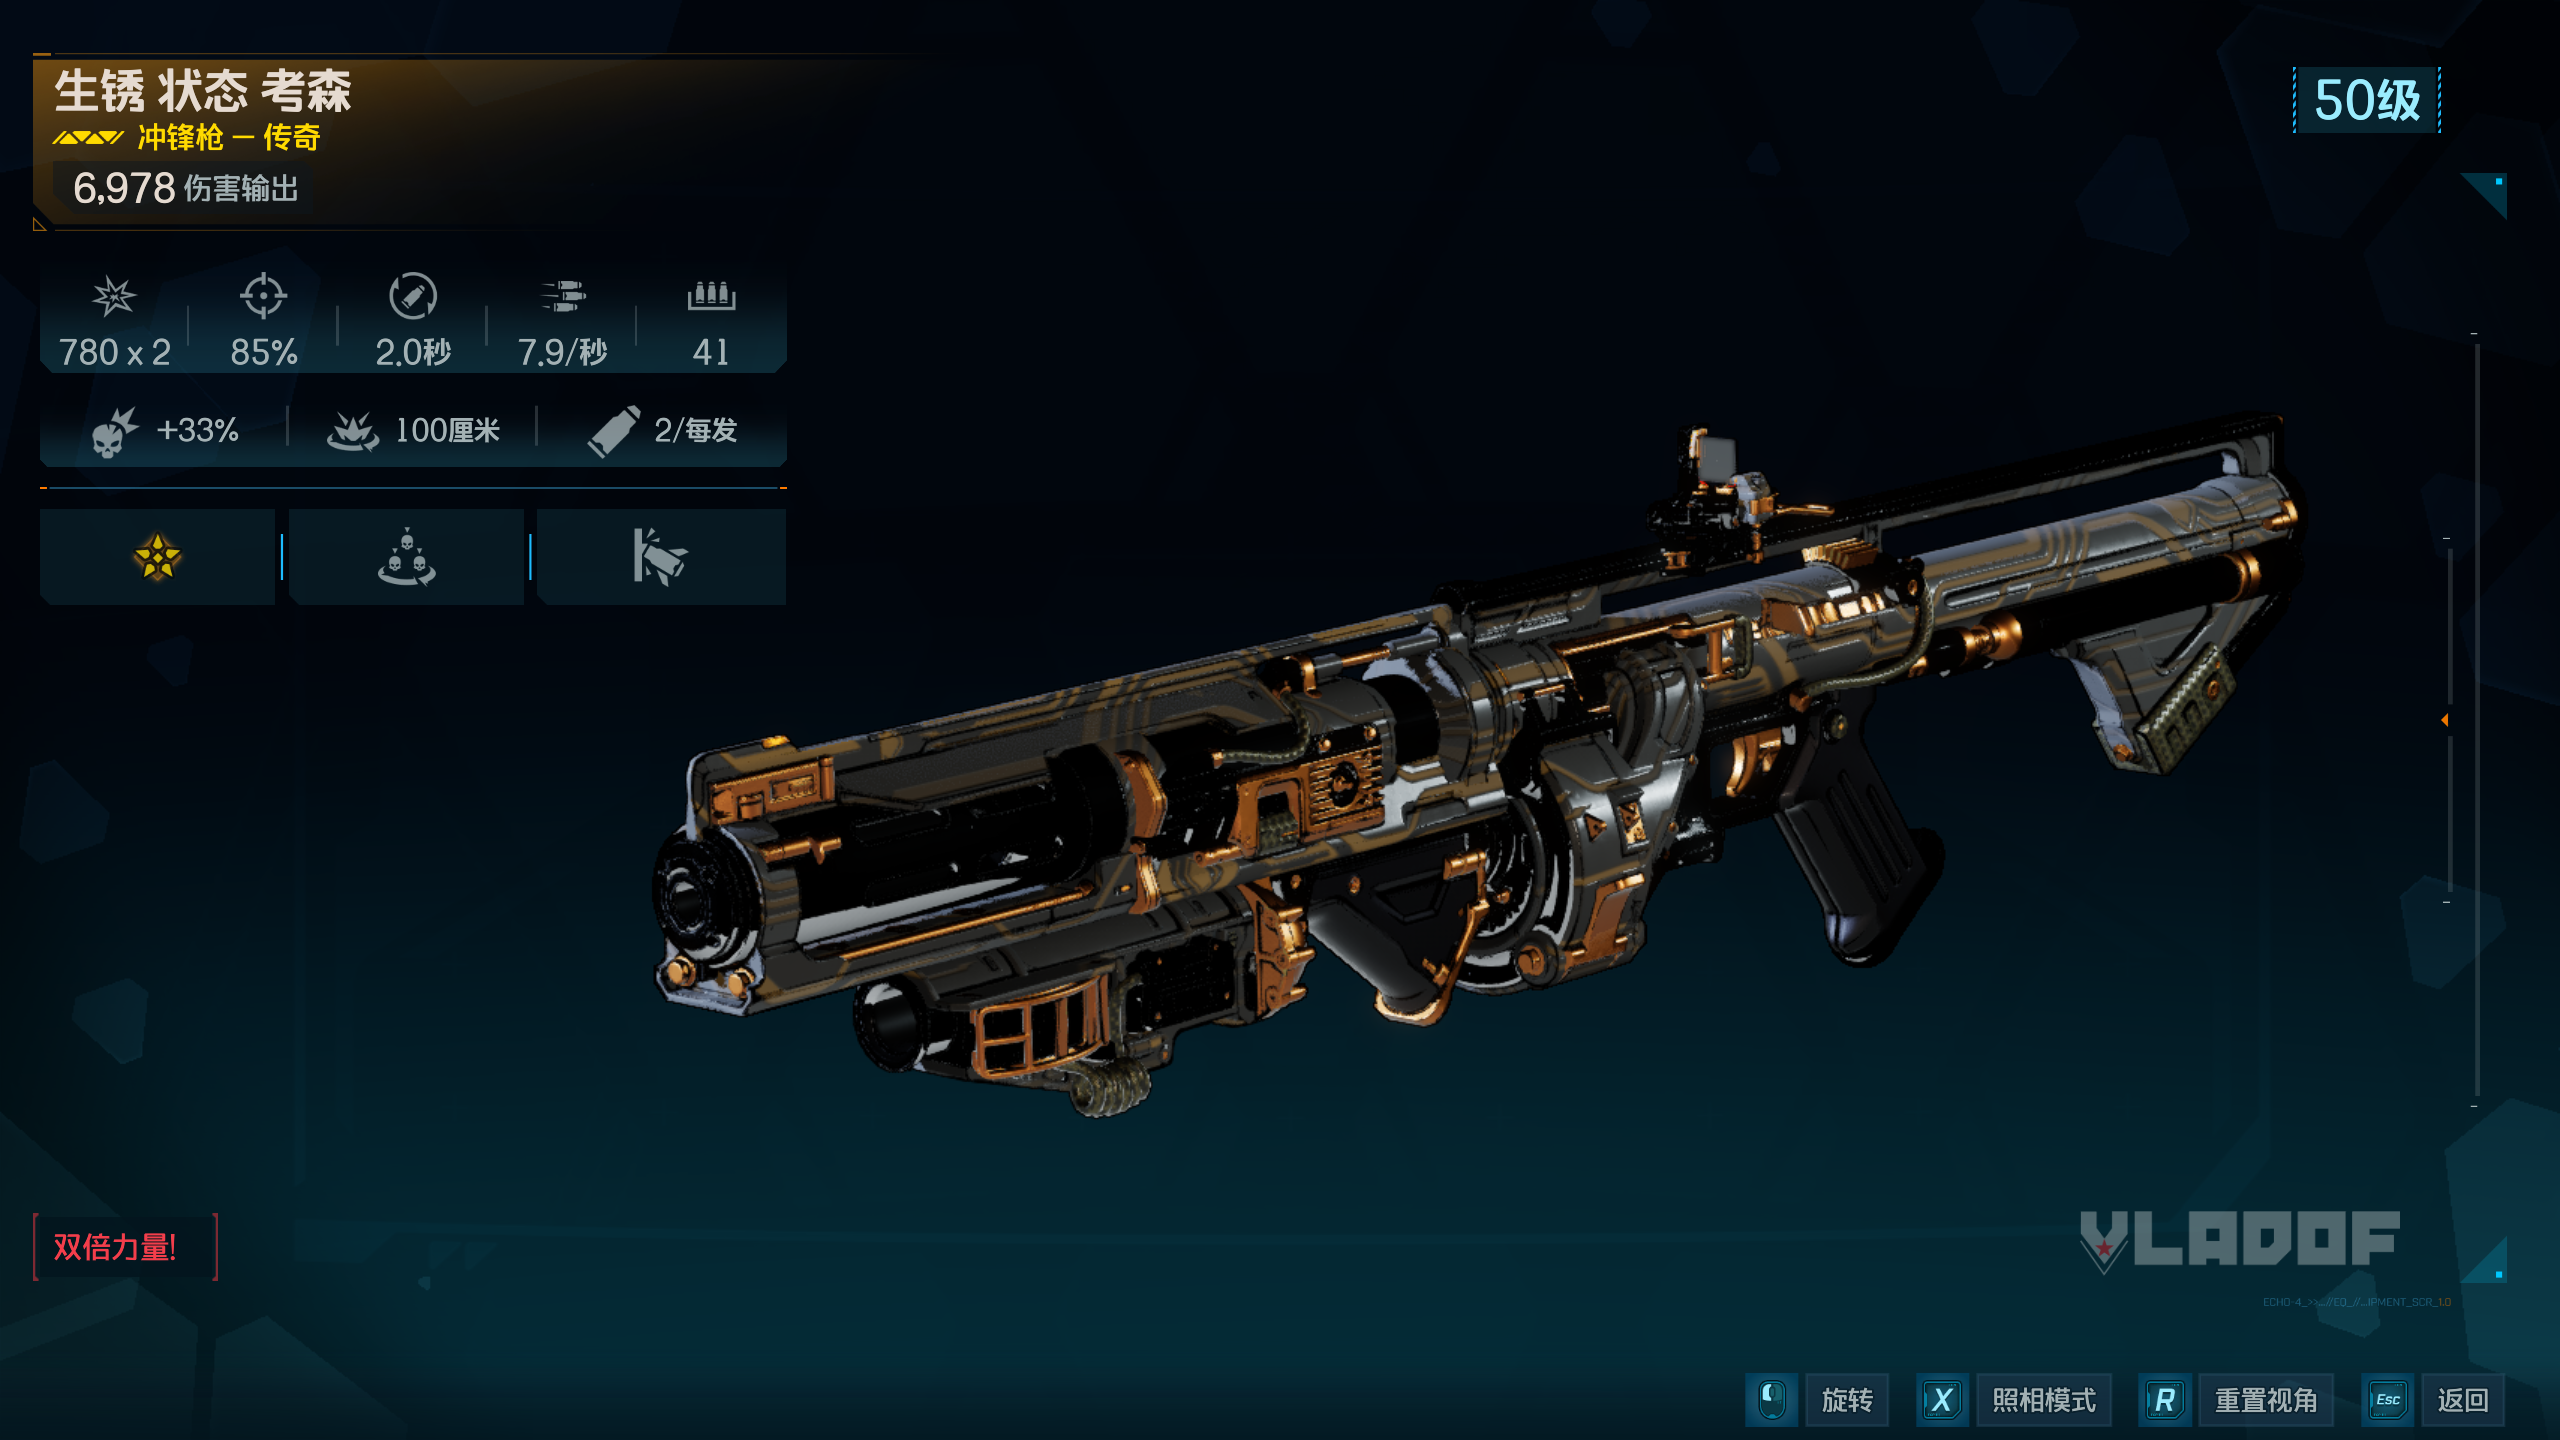 生锈 状态 考森
冲锋枪 – 传奇
6,978 伤害输出
50级
780 x 2
85%
2.0秒
7.9/秒
41
+33%
100厘米
2/每发
双倍力量!
VLADOF
旋转
X 照相模式
R 重置视角
Esc 返回